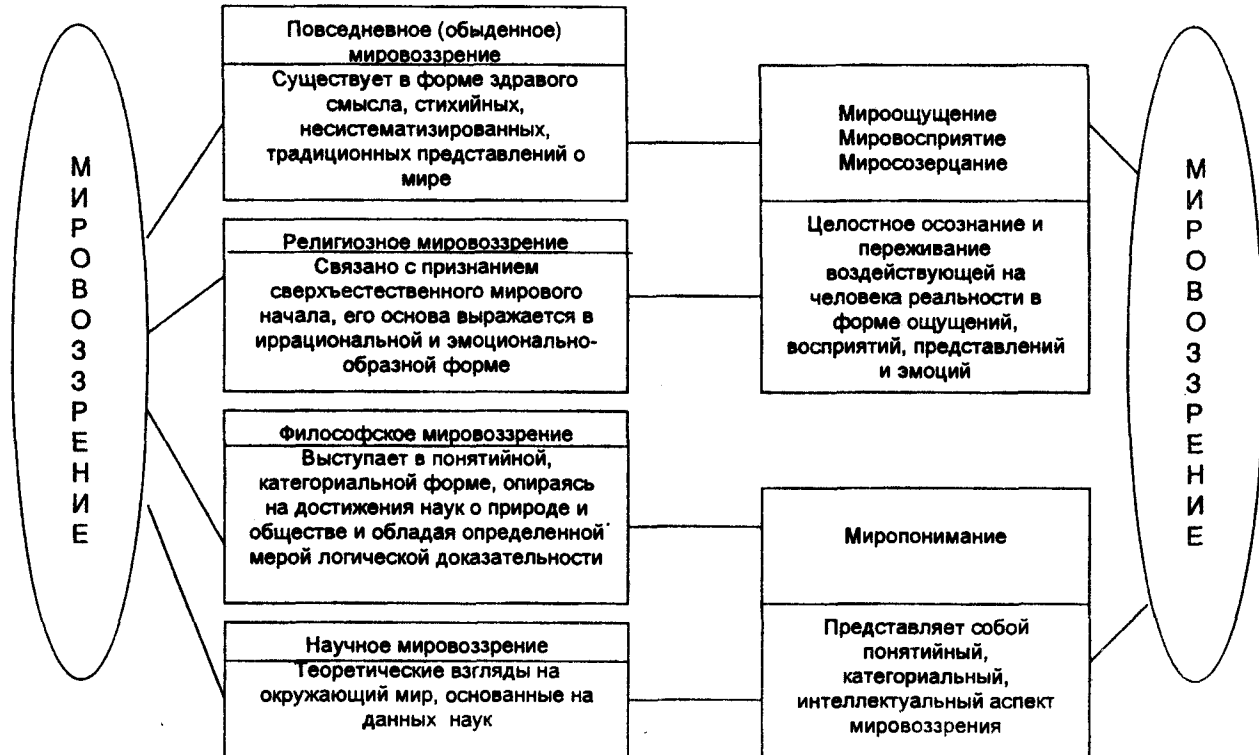 МИРОВОЗЗРЕНИЕ
Повседневное (обыденное)
мировоззрение
Существует в форме здравого
смысла, стихийных,
несистематизированных,
традиционных представлений о
мире
Религиозное мировоззрение
Связано с признанием
сверхъестественного мирового
начала, его основа выражается в
иррациональной и эмоционально-
образной форме
Философское мировоззрение
Выступает в понятийной,
категориальной форме, опираясь
на достижения наук о природе и
обществе и обладая определенной
мерой логической доказательности
Научное мировоззрение
Теоретические взгляды на
окружающий мир, основанные на
данных наук
Мироощущение
Мировосприятие
Миросозерцание
Целостное осознание и
переживание
воздействующей на
человека реальности в
форме ощущений,
восприятий, представлений
и эмоций
Миропонимание
Представляет собой
понятийный,
категориальный,
интеллектуальный аспект
мировоззрения
МИРОВОЗЗРЕНИЕ